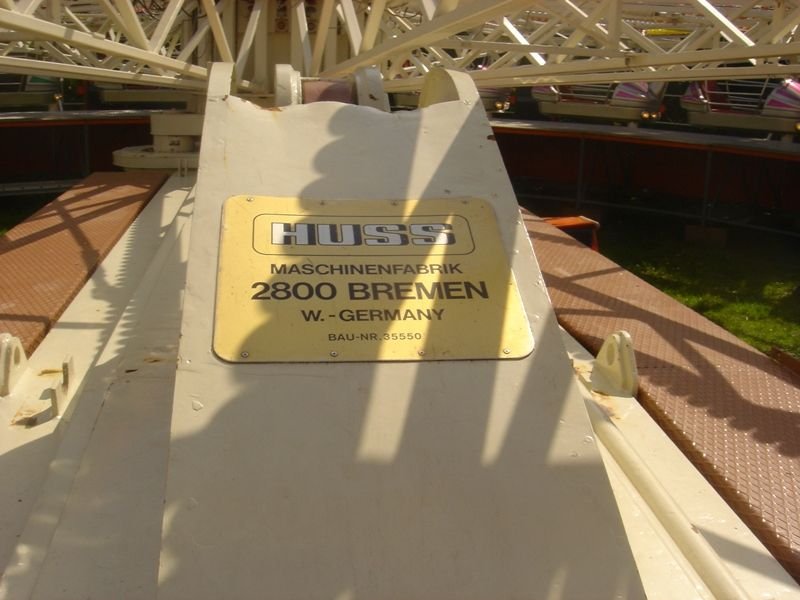 HUSS
MASCHINENFABRIK
2800 BREMEN
W.-GERMANY
BAU-NR.35550